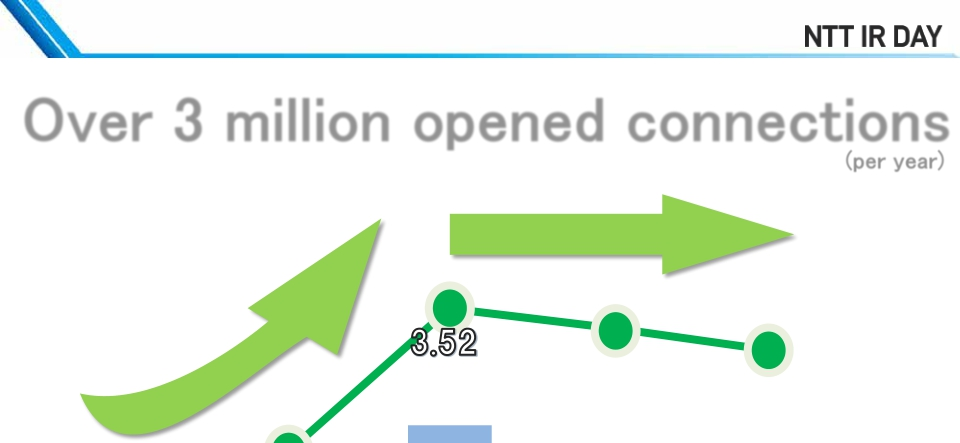 NTT IR DAY
Over 3 million opened connections
(per year)
3.52